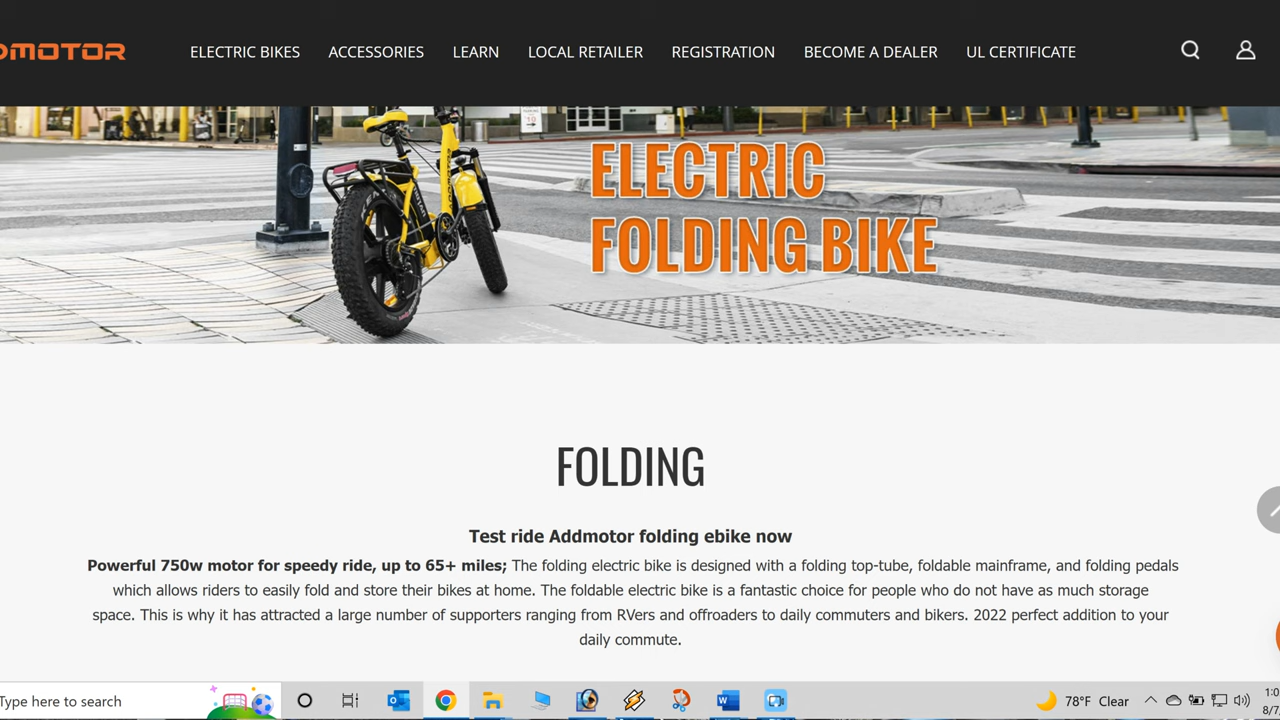 DMOTOR
ELECTRIC BIKES ACCESSORIES LEARN LOCAL RETAILER REGISTRATION BECOME A DEALER UL CERTIFICATE
ELECTRIC
FOLDING BIKE
FOLDING
Test ride Addmotor folding ebike now
Powerful 750w motor for speedy ride, up to 65+ miles; The folding electric bike is designed with a folding top-tube, foldable mainframe, and folding pedals
which allows riders to easily fold and store their bikes at home. The foldable electric bike is a fantastic choice for people who do not have as much storage
space. This is why it has attracted a large number of supporters ranging from RVers and offroaders to daily commuters and bikers. 2022 perfect addition to your
daily commute.
Type here to search
78°F Clear
1:0
8/7